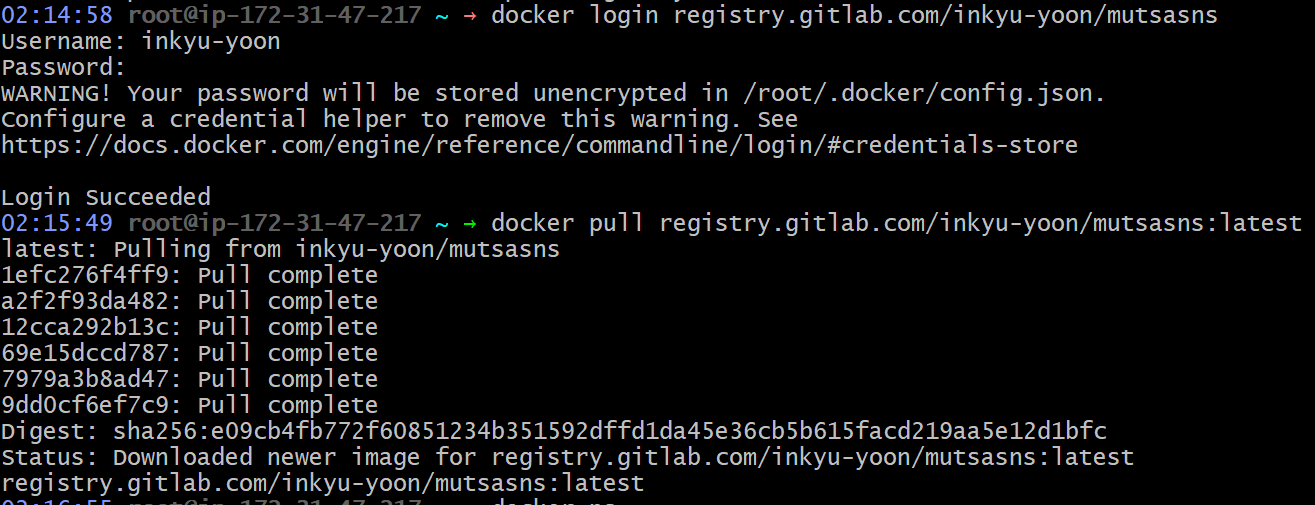 02:14:58 root@ip-172-31-47-217 ~ → docker login registry.gitlab.com/inkyu-yoon/mutsasns
Username: inkyu-yoon
Password:
WARNING! Your password will be stored unencrypted in /root/.docker/config.json.
Configure a credential helper to remove this warning. See
https://docs.docker.com/engine/reference/commandline/login/#credentials-store
Login Succeeded
02:15:49 root@ip-172-31-47-217 ~ → docker pull registry.gitlab.com/inkyu-yoon/mutsasns:latest
latest: Pulling from inkyu-yoon/mutsasns
1efc276f4ff9: Pull complete
a2f2f93da482: Pull complete
12cca292b13c: Pull complete
69e15dccd787: Pull complete
7979a3b8ad47: Pull complete
9dd0cf6ef7c9: Pull complete
Digest: sha256:e09cb4fb772f60851234b351592dffd1da45e36cb5b615facd219aa5e12d1bfc
Status: Downloaded newer image for registry.gitlab.com/inkyu-yoon/mutsasns:latest
registry.gitlab.com/inkyu-yoon/mutsasns:latest